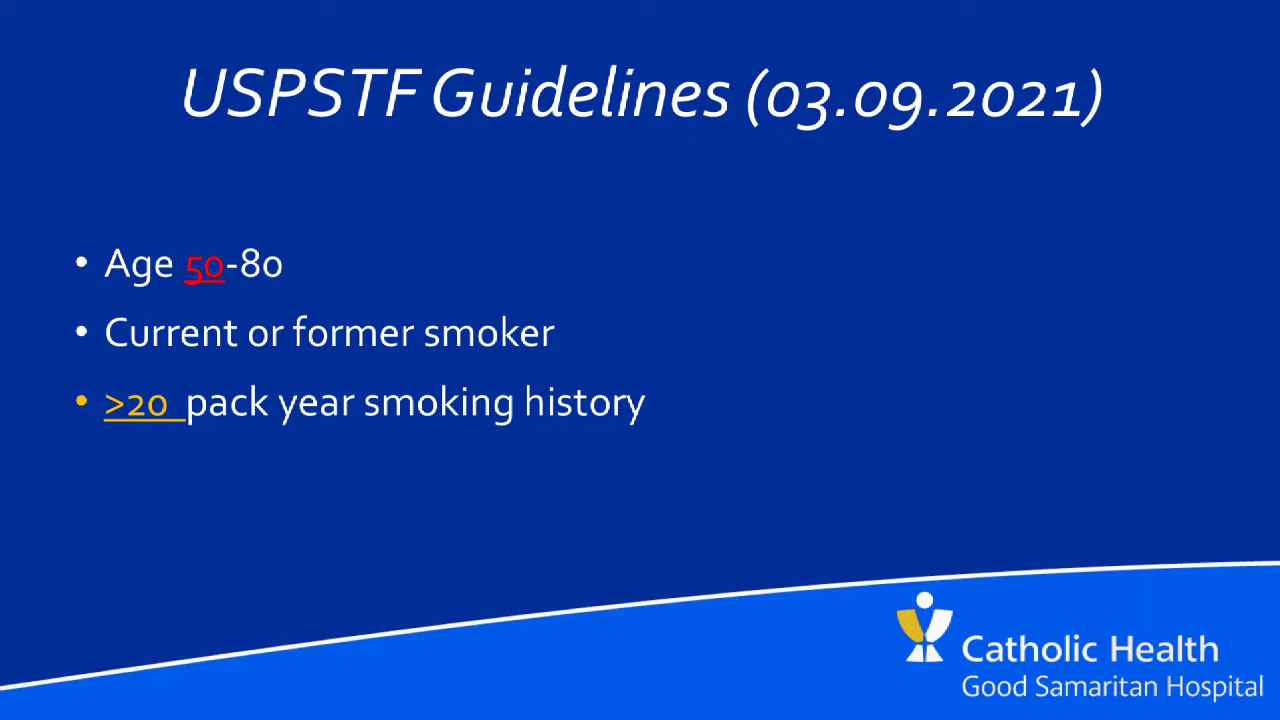 USPSTF Guidelines (03.09.2021)
• Age 50-80
• Current or former smoker
• >20 pack year smoking history
Catholic Health
Good Samaritan Hospital